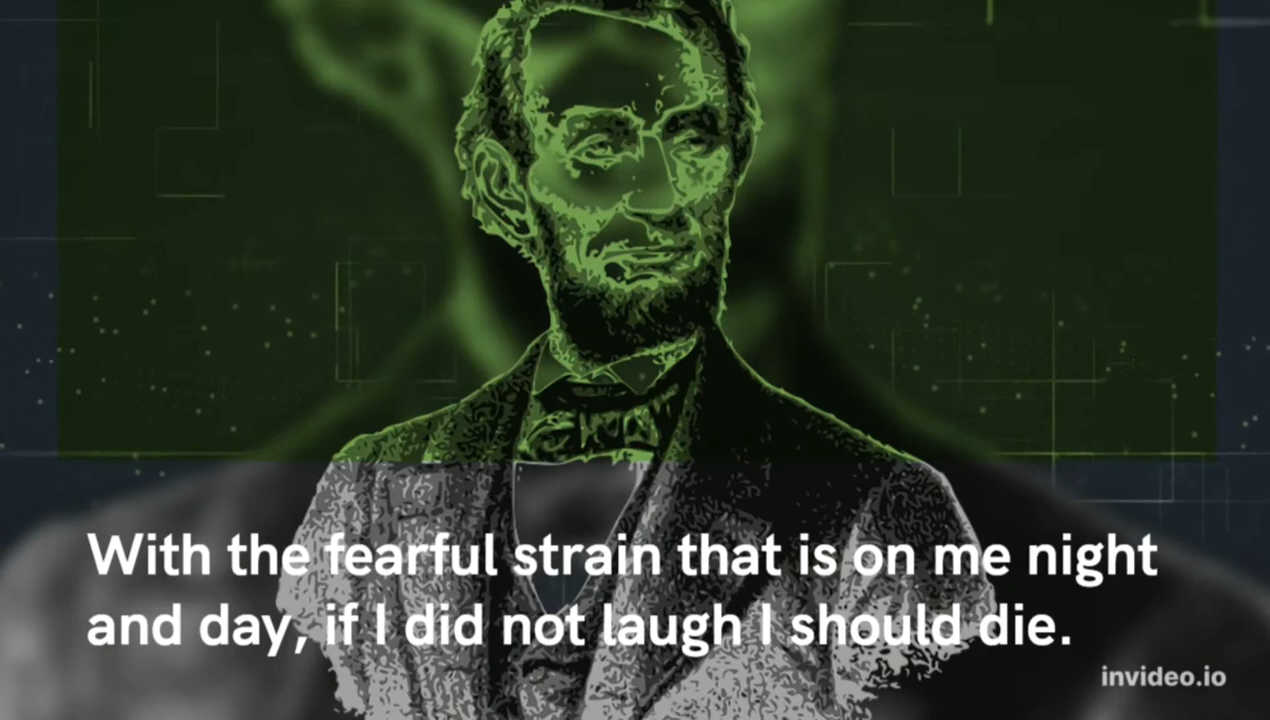 With the fearful strain that is on me night
and day, if I did not laugh I should die.
invideo.io